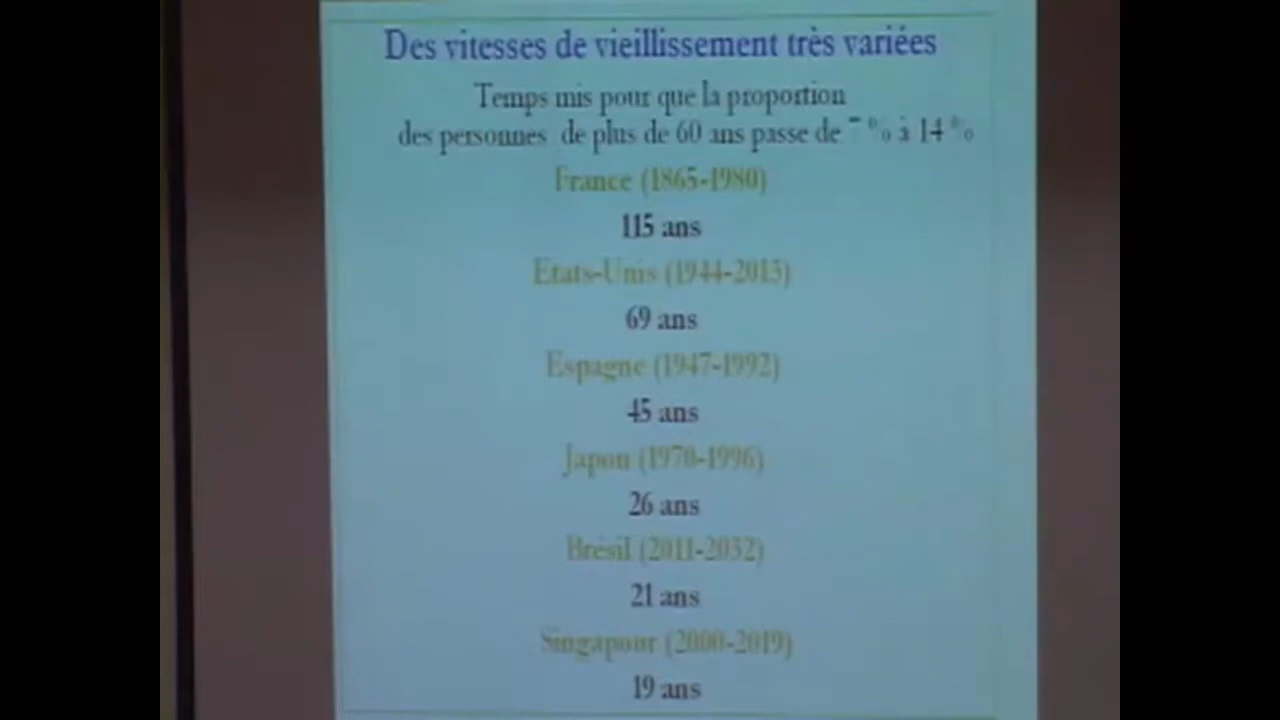 Des vitesses de vieillissement très variées
Temps mis pour que la proportion
des personnes de plus de 60 ans passe de 7 % à 14 %
France (1865-1980)
115 ans
Etats-Unis (1944-2013)
69 ans
Espagne (1947-1992)
45 ans
Japon (1970-1996)
26 ans
Brésil (2011-2032)
21 ans
Singapour (2000-2019)
19 ans